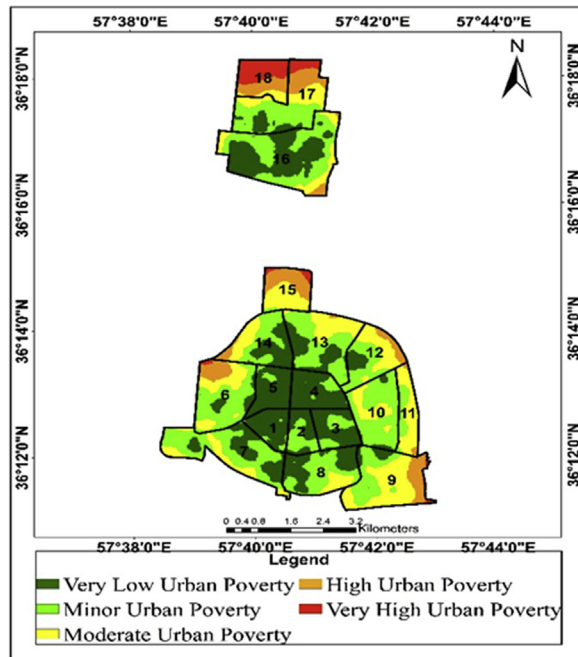 57°38'0"E 57°40'0"E 57°42'0"E 57°44'0"E
N
36°18'0"N 36°18'0"N
18
17
16
36°16'0"N 36°16'0"N
15
36°14'0"N 36°14'0"N
14 13 12
5 4
6 10 11
1 2 3
36°12'0"N 36°12'0"N
7 8 9
0 0.4 0.8 1.6 2.4 3.2
Kilometers
57°38'0"E 57°40'0"E 57°42'0"E 57°44'0"E
Legend
Very Low Urban Poverty High Urban Poverty
Minor Urban Poverty Very High Urban Poverty
Moderate Urban Poverty